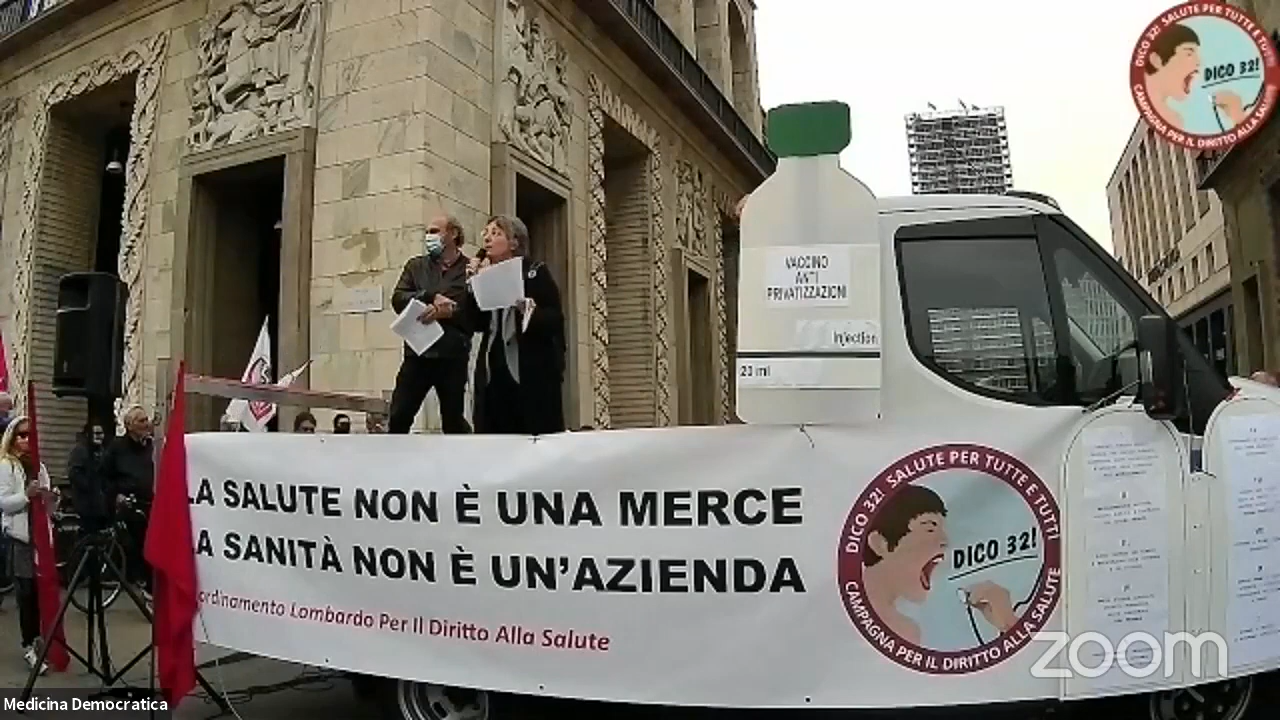 DICO 32! SALUTE PER TUTTE E TUTTI
DICO 32!
CAMPAGNA PER IL DIRITTO ALLA SALUTE
VACCINO
ANTI
PRIVATIZZAZIONI
Injection
20 ml
LA SALUTE NON È UNA MERCE
LA SANITÀ NON È UN'AZIENDA
ordinamento Lombardo Per Il Diritto Alla Salute
DICO 32! SALUTE PER TUTTE E TUTTI
DICO 32!
CAMPAGNA PER IL DIRITTO ALLA SALUTE
zoom
Medicina Democratica